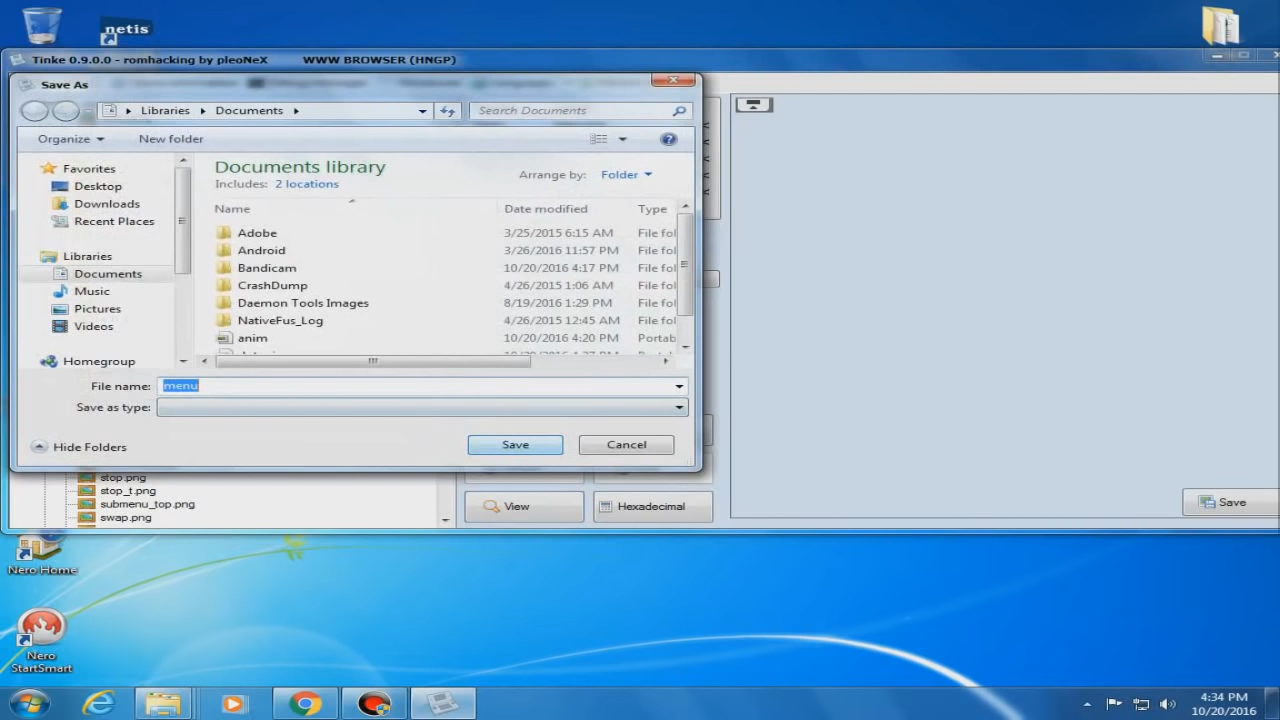 netis
Tinke 0.9.0.0 - romhacking by pleoNeX WWW BROWSER (HNGP)
Save As
Libraries Documents
Search Documents
Organize New folder
Favorites
Desktop
Downloads
Recent Places
Libraries
Documents
Music
Pictures
Videos
Homegroup
Documents library
Includes: 2 locations
Arrange by: Folder
Name Date modified Type
Adobe 3/25/2015 6:15 AM File fol
Android 3/26/2016 11:57 PM File fol
Bandicam 10/20/2016 4:17 PM File fol
CrashDump 4/26/2015 1:06 AM File fol
Daemon Tools Images 8/19/2016 1:29 PM File fol
NativeFus_Log 4/26/2015 12:45 AM File fol
anim 10/20/2016 4:20 PM Portab
File name: menu
Save as type:
Hide Folders Save Cancel
stop.png
stop_t.png
submenu_top.png
swap.png
View Hexadecimal
Save
Nero Home
Nero
StartSmart
4:34 PM
10/20/2016